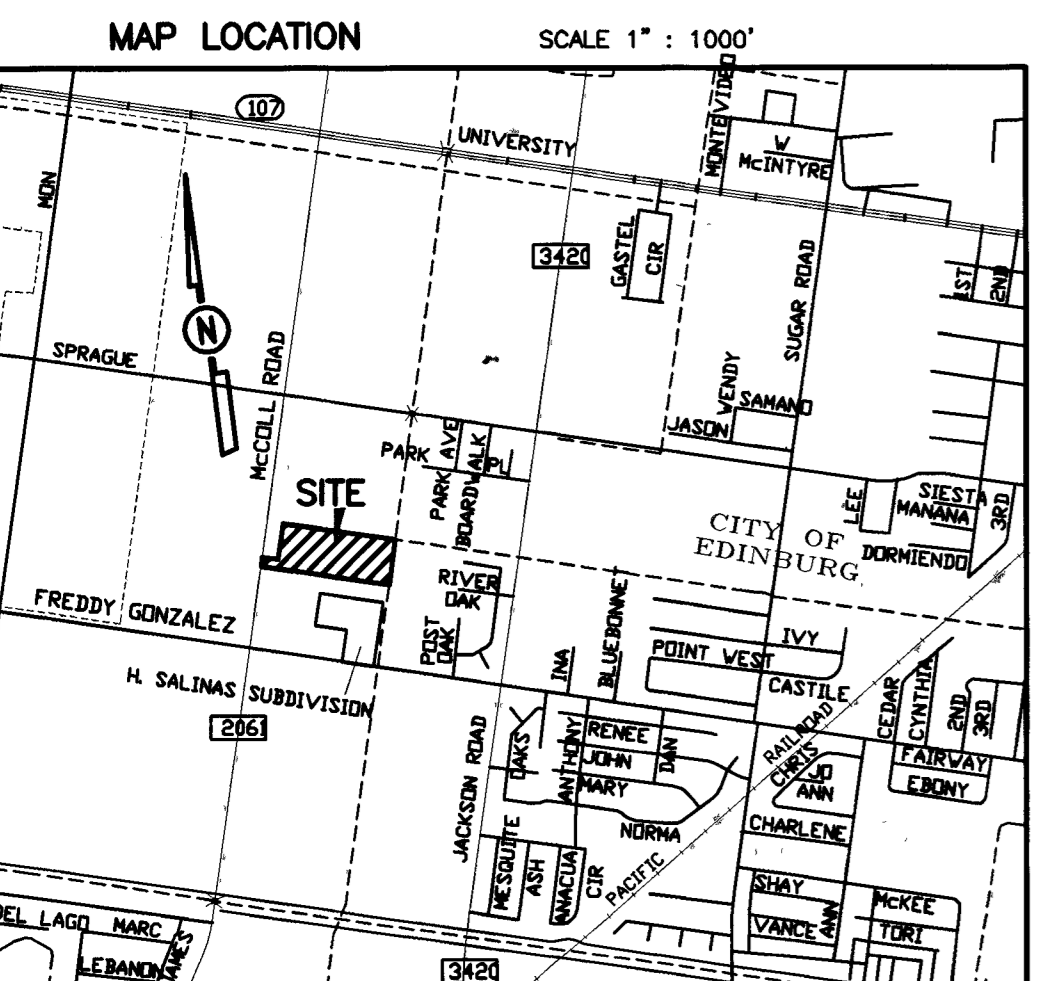 MAP LOCATION
SCALE 1" : 1000'
107
UNIVERSITY
MONTEVIDEO
W
McINTYRE
MON
3420
GASTEL
CIR
SUGAR ROAD
1ST
2ND
N
SPRAGUE
McCOLL ROAD
WENDY
SAMANO
JASON
PARK AVE
PARK
BOARDWALK
PL
SITE
CITY OF
EDINBURG
LEE
SIESTA
MANANA
3RD
DORMIENDO
RIVER
OAK
POST
OAK
FREDDY GONZALEZ
H. SALINAS SUBDIVISION
2061
INA
BLUEBONNET
IVY
POINT WEST
CASTILE
CEDAR
CYNTHIA
2ND
3RD
RAILROAD
JACKSON ROAD
OAKS
ANTHONY
RENEE
JOHN
DAN
MARY
NORMA
CHRIS
JO
ANN
FAIRWAY
EBONY
CHARLENE
MESQUITE
ASH
ANACUA
CIR
PACIFIC
SHAY
VANCE
ANN
McKEE
TORI
DEL LAGO
MARC
LEBANON
3420